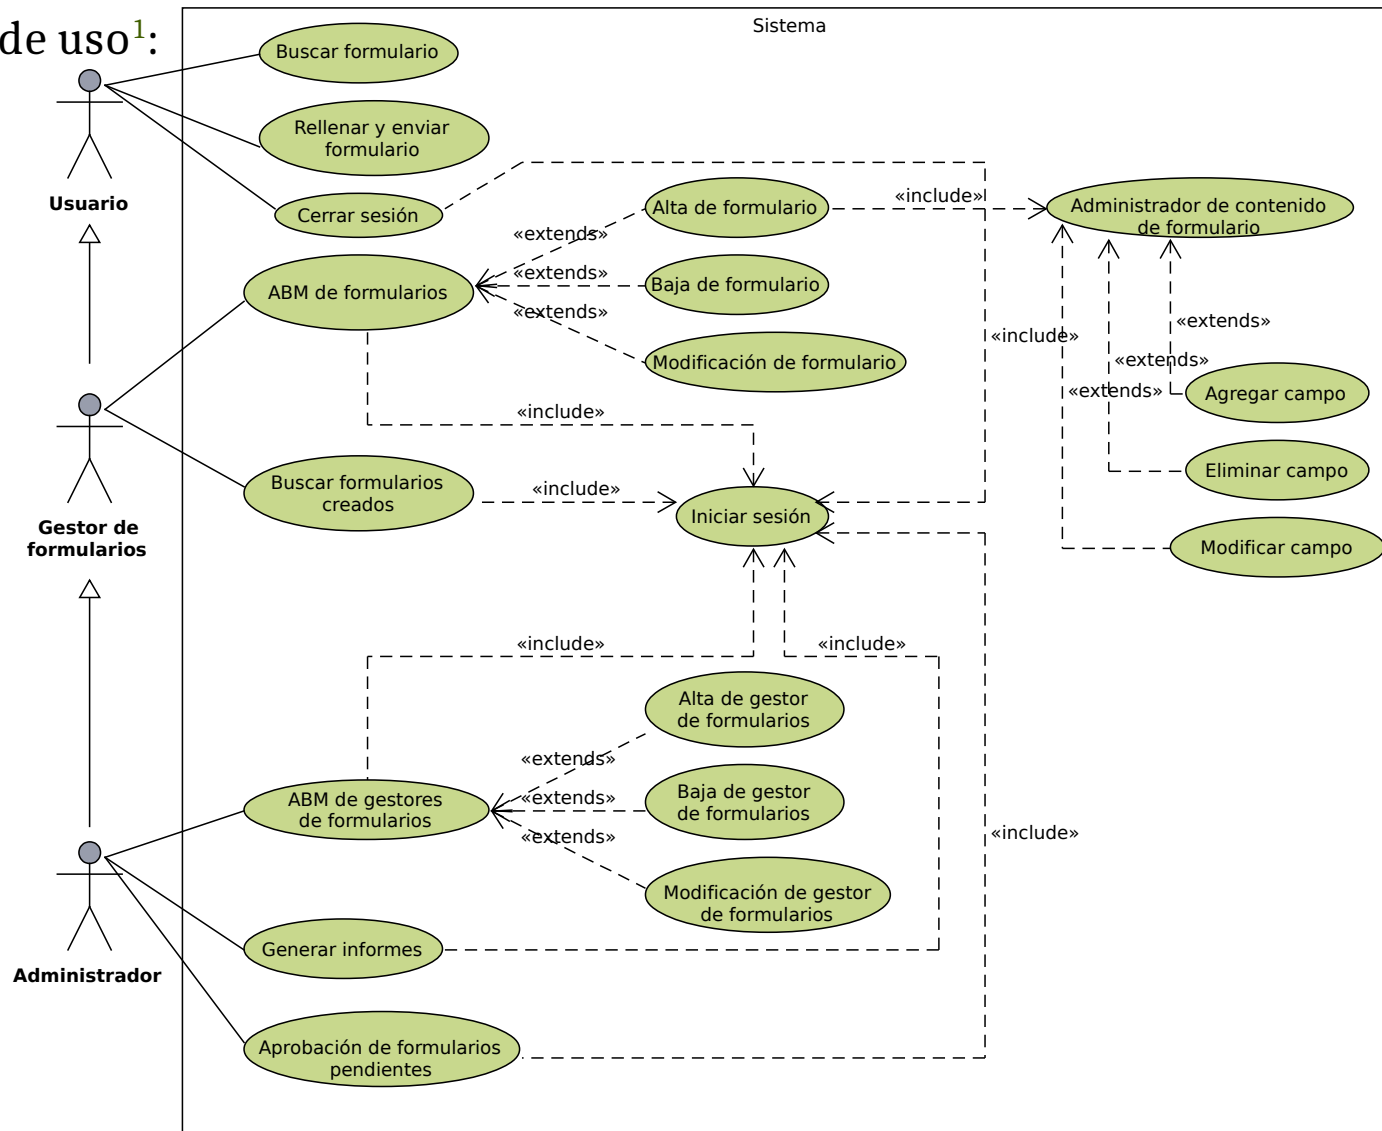 de uso¹:
Sistema
Buscar formulario
Rellenar y enviar
formulario
Cerrar sesión
Usuario
«include»
Alta de formulario
Administrador de contenido
de formulario
«extends»
«extends»
«extends»
ABM de formularios
Baja de formulario
Modificación de formulario
«include»
«extends»
«extends»
«extends»
Agregar campo
Eliminar campo
Modificar campo
«include»
Buscar formularios
creados
«include»
Iniciar sesión
Gestor de
formularios
«include»
«include»
Alta de gestor
de formularios
«extends»
«extends»
«extends»
ABM de gestores
de formularios
Baja de gestor
de formularios
Modificación de gestor
de formularios
«include»
Generar informes
Administrador
Aprobación de formularios
pendientes